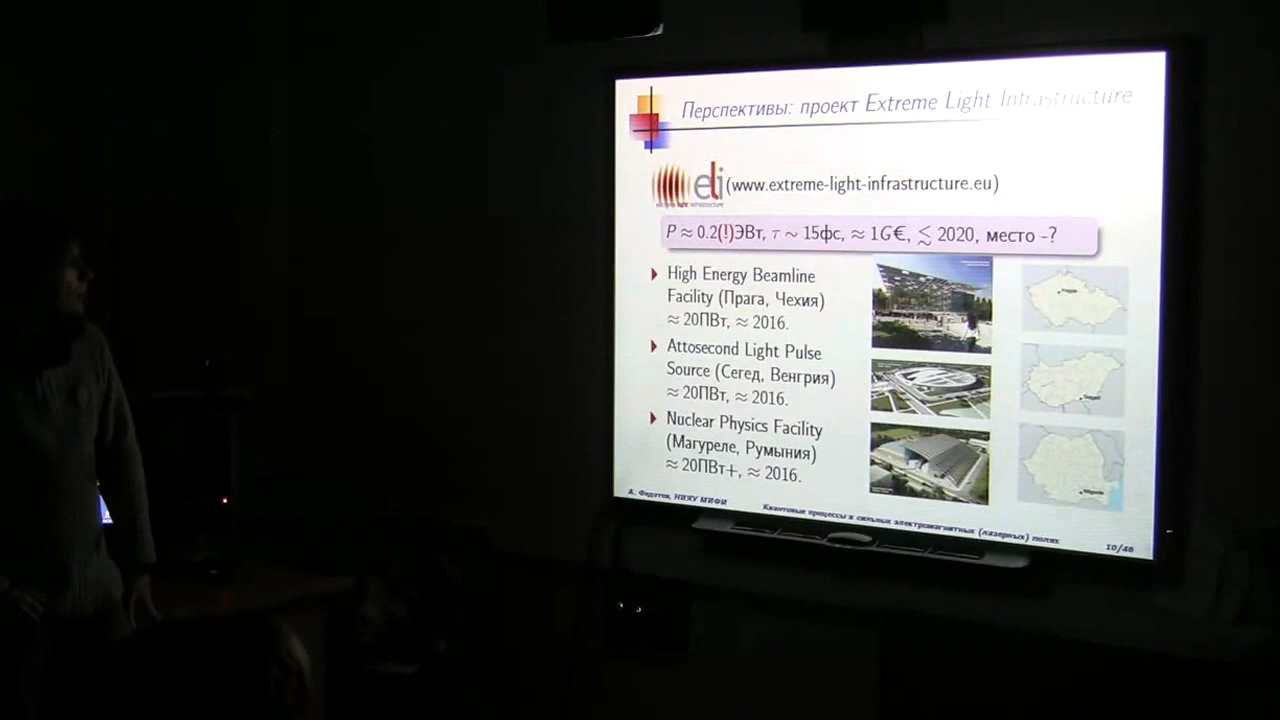 Перспективы: проект Extreme Light Infrastructure
eli (www.extreme-light-infrastructure.eu)
P ≈ 0.2(!)ЭВт, τ ∼ 15фс, ≈ 1G€, ≲ 2020, место -?
High Energy Beamline
Facility (Прага, Чехия)
≈ 20ПВт, ≈ 2016.
Attosecond Light Pulse
Source (Сегед, Венгрия)
≈ 20ПВт, ≈ 2016.
Nuclear Physics Facility
(Магуреле, Румыния)
≈ 20ПВт+, ≈ 2016.
А. Федотов, НИЯУ МИФИ
Квантовые процессы в сильных электромагнитных (лазерных) полях
10/46